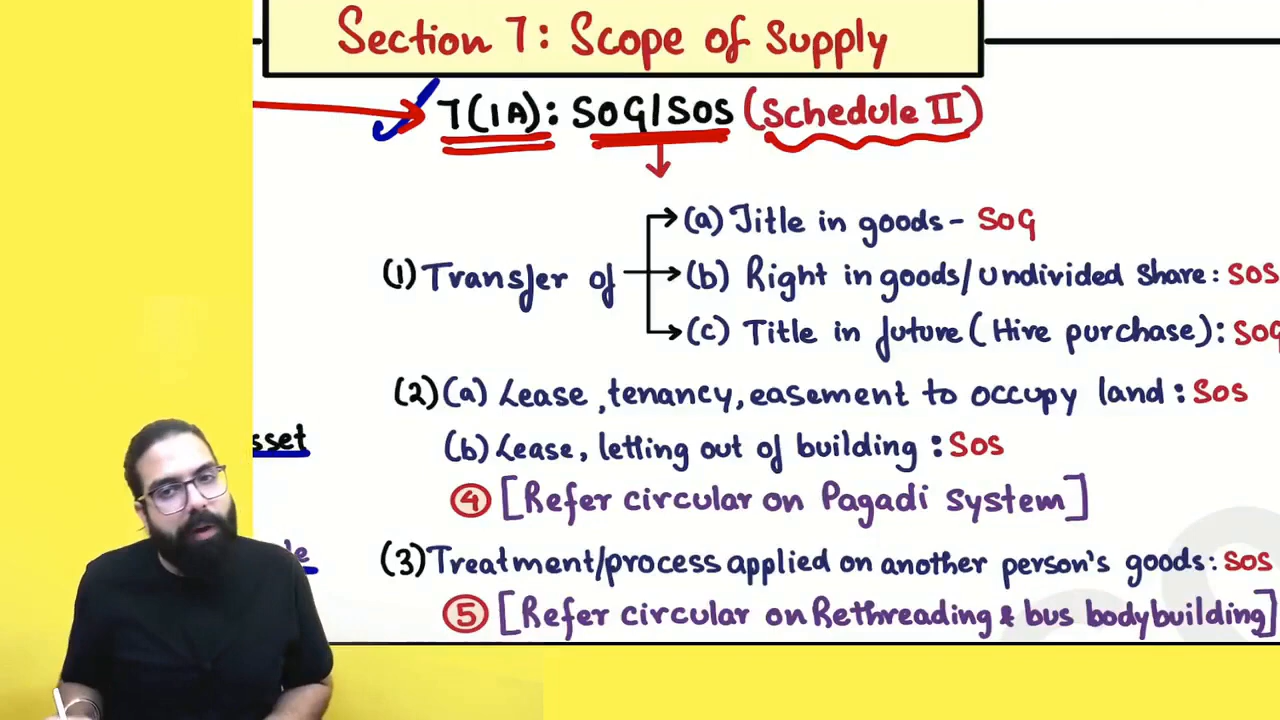 Section 7: Scope of Supply
7(1A): SOG/SOS (Schedule II)
(a) Title in goods - SOG
(1) Transfer of
(b) Right in goods/undivided share: SOS
(c) Title in future (Hire purchase): SOG
(2) (a) Lease, tenancy, easement to occupy land: SOS
sset
(b) Lease, letting out of building: SOS
4 [Refer circular on Pagadi system]
(3) Treatment/process applied on another person's goods: SOS
5 [Refer circular on Rethreading & bus bodybuilding]